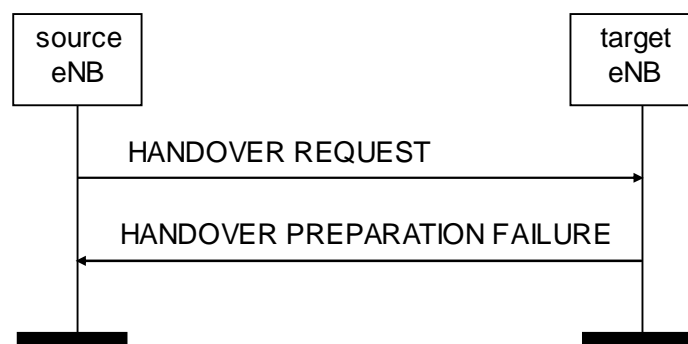 source
eNB
target
eNB
HANDOVER REQUEST
HANDOVER PREPARATION FAILURE